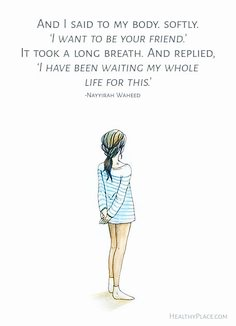 AND I SAID TO MY BODY. SOFTLY.
'I WANT TO BE YOUR FRIEND.'
IT TOOK A LONG BREATH. AND REPLIED,
'I HAVE BEEN WAITING MY WHOLE
LIFE FOR THIS.'
-NAYYIRAH WAHEED
HEALTHYPLACE.COM